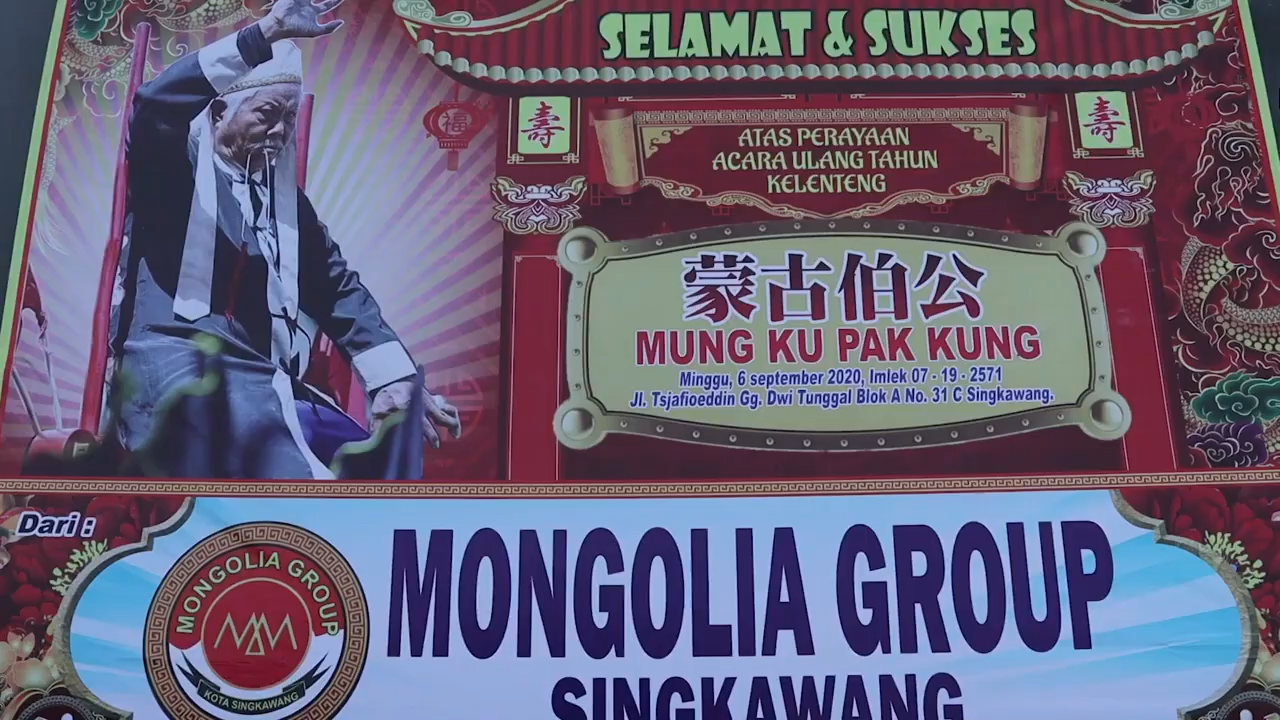 SELAMAT & SUKSES
壽
壽
福
ATAS PERAYAAN
ACARA ULANG TAHUN
KELENTENG
蒙古伯公
MUNG KU PAK KUNG
Minggu, 6 september 2020, Imlek 07 - 19 - 2571
Jl. Tsjafioeddin Gg. Dwi Tunggal Blok A No. 31 C Singkawang.
Dari :
MONGOLIA GROUP
KOTA SINGKAWANG
MONGOLIA GROUP
SINGKAWANG